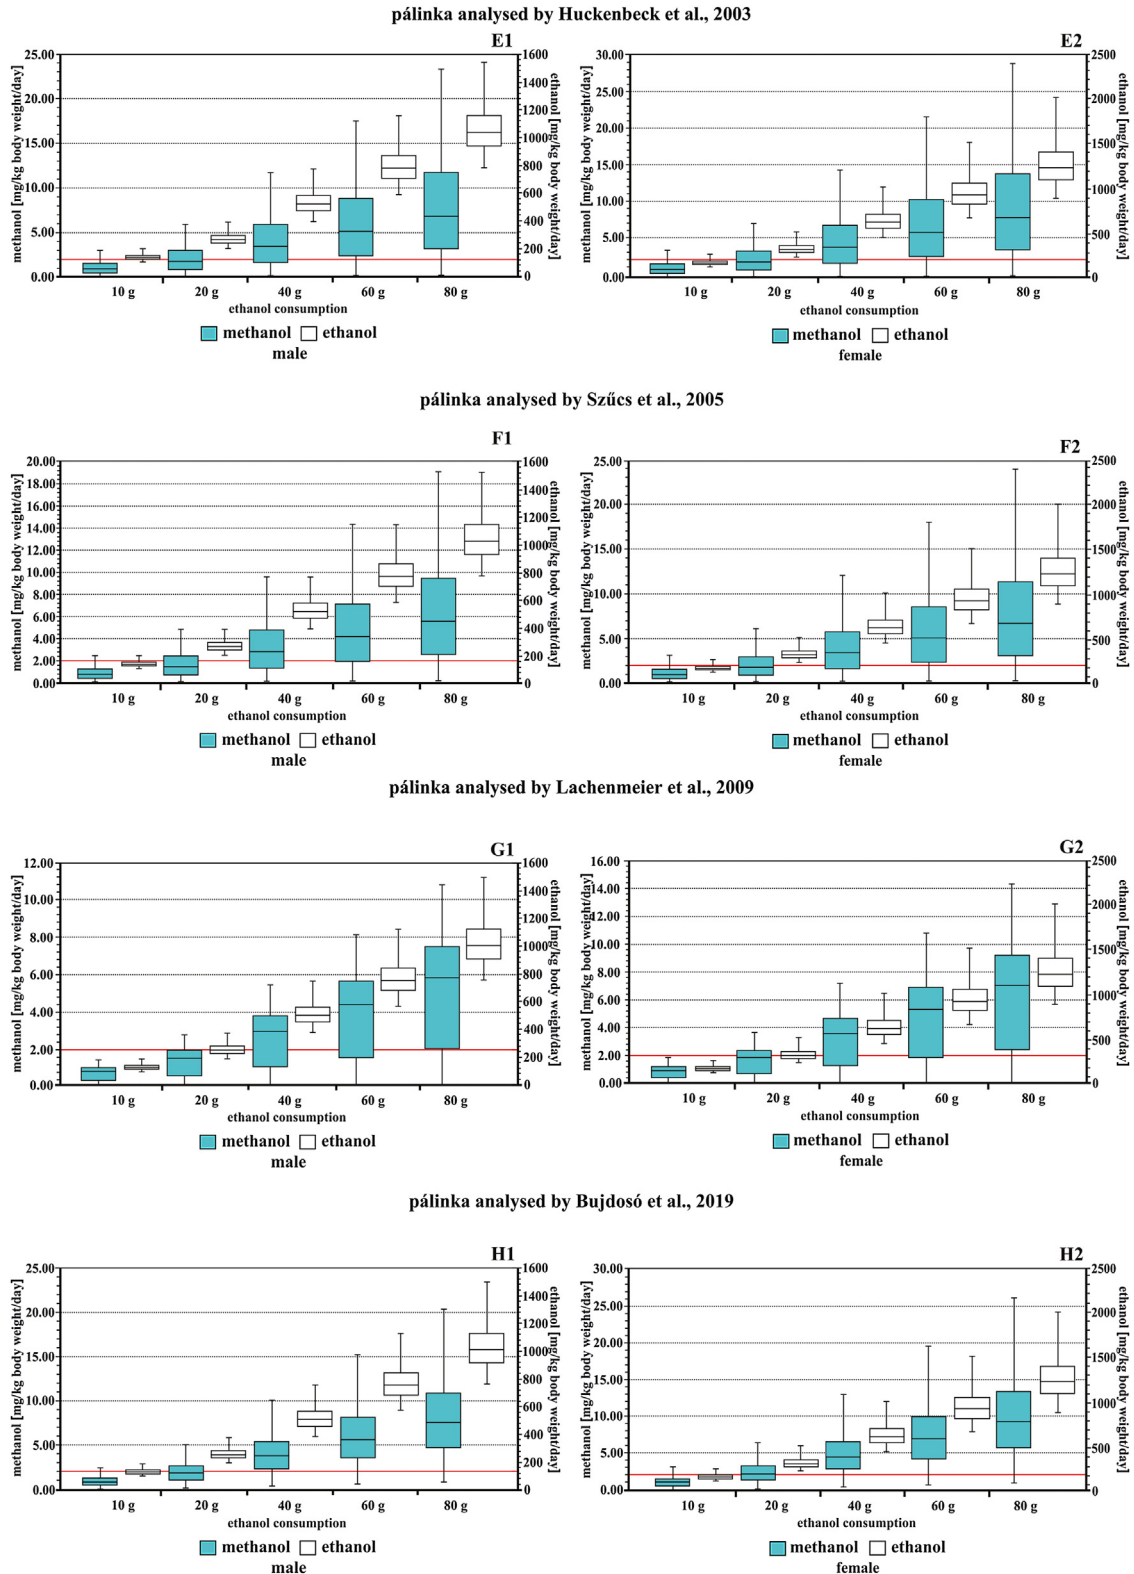 pálinka analysed by Huckenbeck et al., 2003
E1
methanol [mg/kg body weight/day]
25.00
20.00
15.00
10.00
5.00
0.00
1600
1400
1200
1000
800
600
400
200
0
ethanol [mg/kg body weight/day]
10 g 20 g 40 g 60 g 80 g
ethanol consumption
methanol ethanol
male
E2
methanol [mg/kg body weight/day]
30.00
25.00
20.00
15.00
10.00
5.00
0.00
2500
2000
1500
1000
500
0
ethanol [mg/kg body weight/day]
10 g 20 g 40 g 60 g 80 g
ethanol consumption
methanol ethanol
female
pálinka analysed by Szűcs et al., 2005
F1
methanol [mg/kg body weight/day]
20.00
18.00
16.00
14.00
12.00
10.00
8.00
6.00
4.00
2.00
0.00
1600
1400
1200
1000
800
600
400
200
0
ethanol [mg/kg body weight/day]
10 g 20 g 40 g 60 g 80 g
ethanol consumption
methanol ethanol
male
F2
methanol [mg/kg body weight/day]
25.00
20.00
15.00
10.00
5.00
0.00
2500
2000
1500
1000
500
0
ethanol [mg/kg body weight/day]
10 g 20 g 40 g 60 g 80 g
ethanol consumption
methanol ethanol
female
pálinka analysed by Lachenmeier et al., 2009
G1
methanol [mg/kg body weight/day]
12.00
10.00
8.00
6.00
4.00
2.00
0.00
1600
1400
1200
1000
800
600
400
200
0
ethanol [mg/kg body weight/day]
10 g 20 g 40 g 60 g 80 g
ethanol consumption
methanol ethanol
male
G2
methanol [mg/kg body weight/day]
16.00
14.00
12.00
10.00
8.00
6.00
4.00
2.00
0.00
2500
2000
1500
1000
500
0
ethanol [mg/kg body weight/day]
10 g 20 g 40 g 60 g 80 g
ethanol consumption
methanol ethanol
female
pálinka analysed by Bujdosó et al., 2019
H1
methanol [mg/kg body weight/day]
25.00
20.00
15.00
10.00
5.00
0.00
1600
1400
1200
1000
800
600
400
200
0
ethanol [mg/kg body weight/day]
10 g 20 g 40 g 60 g 80 g
ethanol consumption
methanol ethanol
male
H2
methanol [mg/kg body weight/day]
30.00
25.00
20.00
15.00
10.00
5.00
0.00
2500
2000
1500
1000
500
0
ethanol [mg/kg body weight/day]
10 g 20 g 40 g 60 g 80 g
ethanol consumption
methanol ethanol
female